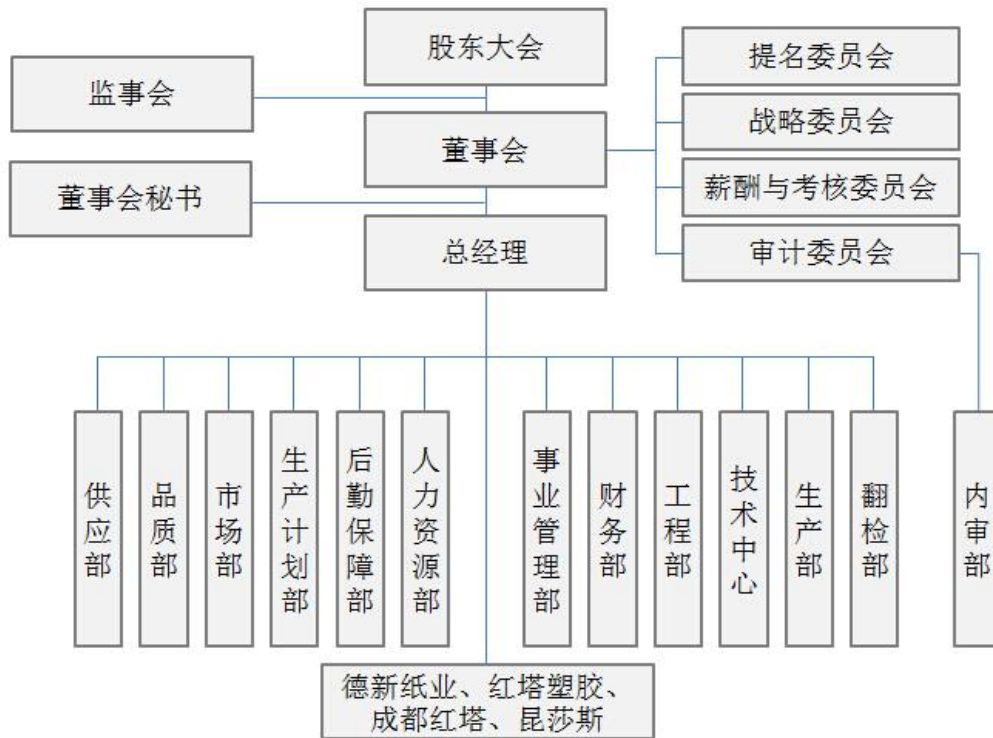 股东大会
监事会
董事会
董事会秘书
总经理
提名委员会
战略委员会
薪酬与考核委员会
审计委员会
供应部
品质部
市场部
生产计划部
后勤保障部
人力资源部
事业管理部
财务部
工程部
技术中心
生产部
翻检部
内审部
德新纸业、红塔塑胶、
成都红塔、昆莎斯